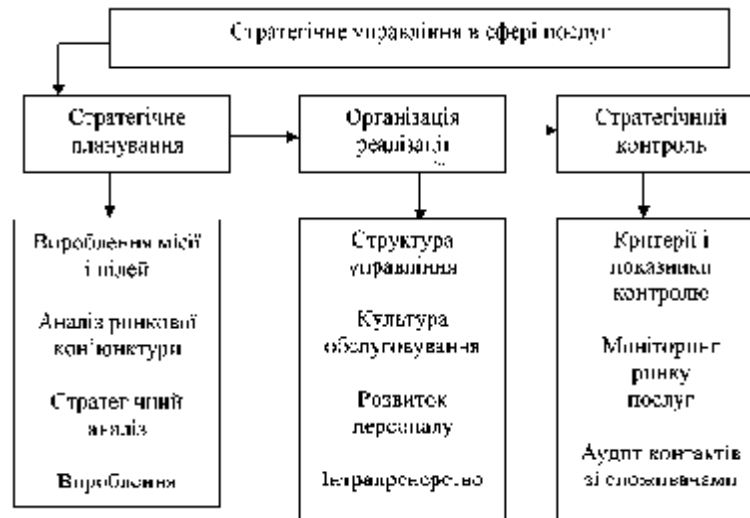 Стратегічне управління в сфері послуг
Стратегічне
планування
Організація
реалізації
Стратегічний
контроль
Вироблення місії
і цілей
Аналіз ринкової
кон'юнктури
Стратегічний
аналіз
Вироблення
Структура
управління
Культура
обслуговування
Розвиток
персоналу
Інтрапренерство
Критерії і
показники
контролю
Моніторинг
ринку
послуг
Аудит контактів
зі споживачами